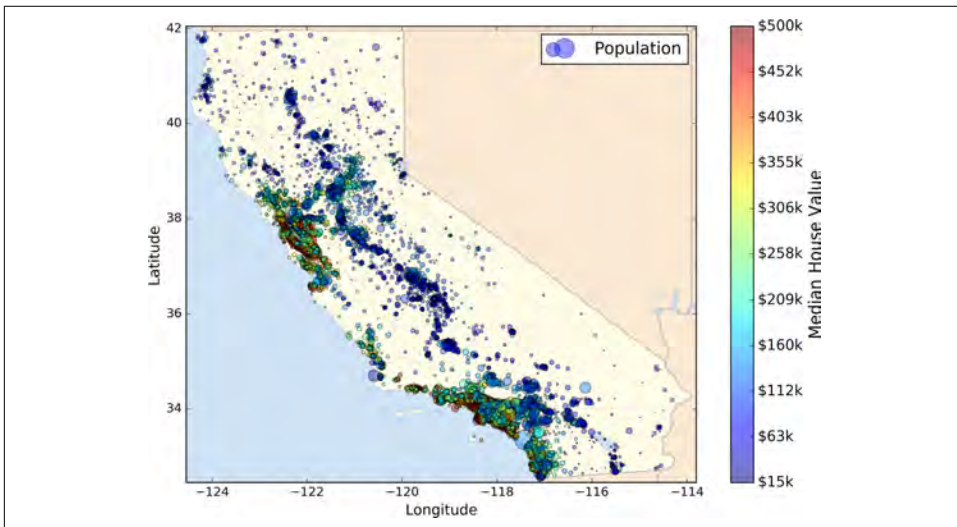 Population
42
40
38
36
34
Latitude
−124
−122
−120
−118
−116
−114
Longitude
$500k
$452k
$403k
$355k
$306k
$258k
$209k
$160k
$112k
$63k
$15k
Median House Value